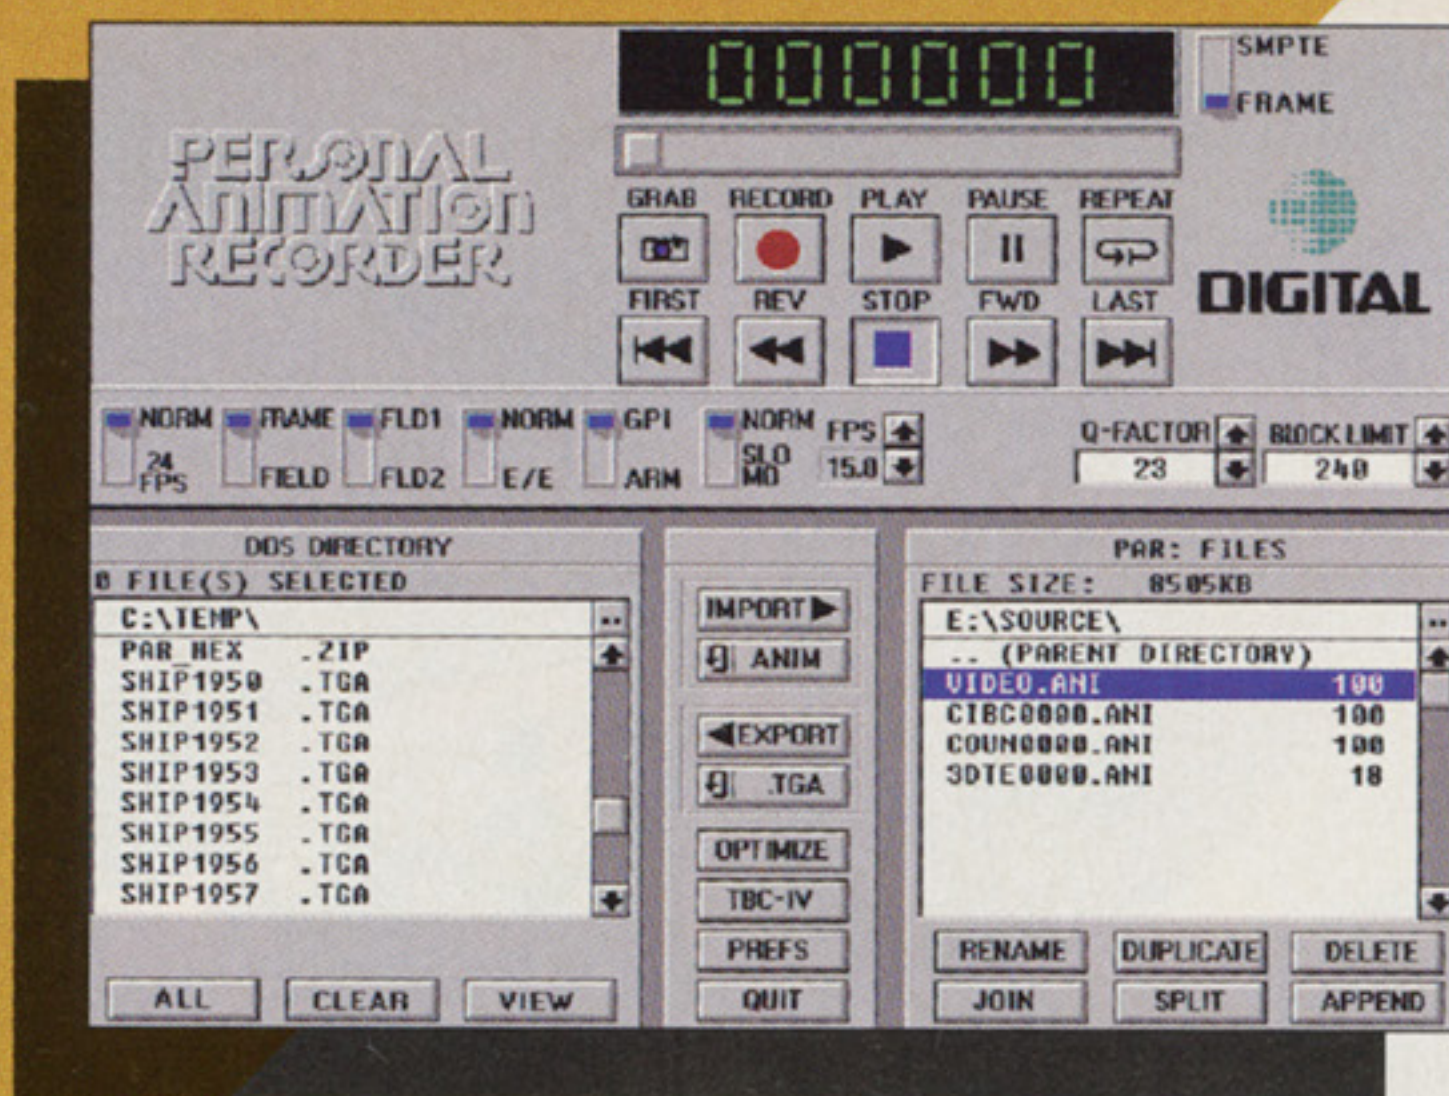 000000
SMPTE
FRAME
PERSONAL
ANIMATION
RECORDER
GRAB RECORD PLAY PAUSE REPEAT
FIRST REV STOP FWD LAST
DIGITAL
NORM FRAME FLD1 NORM GPI NORM FPS Q-FACTOR BLOCK LIMIT
24 FPS FIELD FLD2 E/E ARM SLO MO 15.0 23 240
DOS DIRECTORY
0 FILE(S) SELECTED
C:\TEMP\ ..
PAR_HEX .ZIP
SHIP1950 .TGA
SHIP1951 .TGA
SHIP1952 .TGA
SHIP1953 .TGA
SHIP1954 .TGA
SHIP1955 .TGA
SHIP1956 .TGA
SHIP1957 .TGA
ALL CLEAR VIEW
IMPORT
ANIM
EXPORT
.TGA
OPTIMIZE
TBC-IV
PREFS
QUIT
PAR: FILES
FILE SIZE: 8505KB
E:\SOURCE\ ..
.. (PARENT DIRECTORY)
VIDEO.ANI 100
CIBC0000.ANI 100
COUN0000.ANI 100
3DTE0000.ANI 18
RENAME DUPLICATE DELETE
JOIN SPLIT APPEND